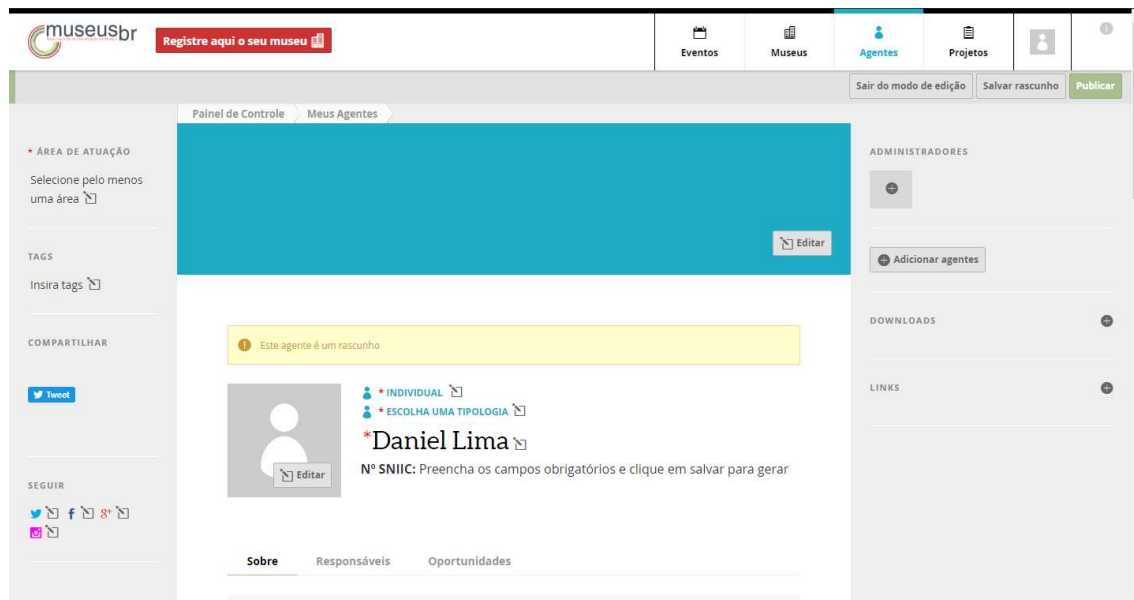 museusbr
Registre aqui o seu museu
Eventos
Museus
Agentes
Projetos
Sair do modo de edição
Salvar rascunho
Publicar
Painel de Controle
Meus Agentes
* ÁREA DE ATUAÇÃO
Selecione pelo menos
uma área
TAGS
Insira tags
COMPARTILHAR
Tweet
SEGUIR
Editar
Este agente é um rascunho
* INDIVIDUAL
* ESCOLHA UMA TIPOLOGIA
*Daniel Lima
Nº SNIIC: Preencha os campos obrigatórios e clique em salvar para gerar
Editar
Sobre
Responsáveis
Oportunidades
ADMINISTRADORES
Adicionar agentes
DOWNLOADS
LINKS